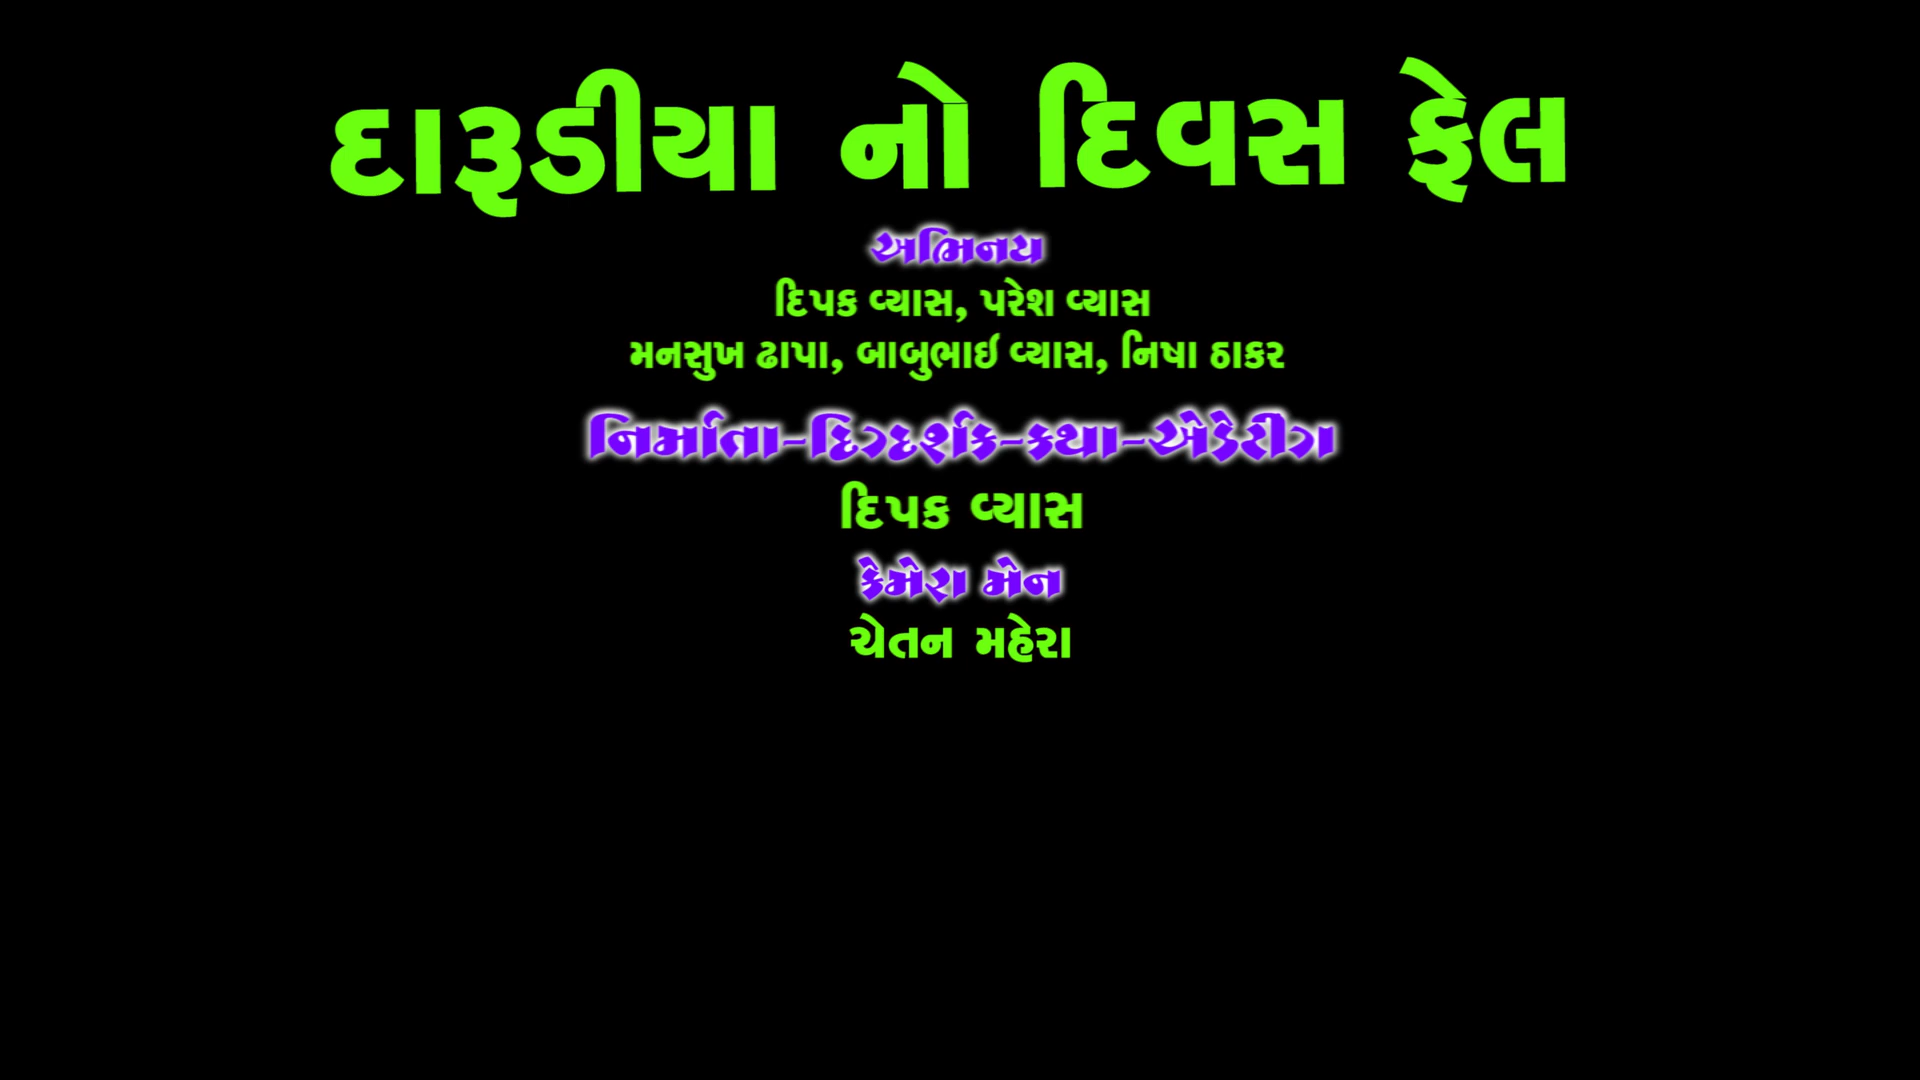 દારૂડીયા નો દિવસ ફેલ
અભિનય
દિપક વ્યાસ, પરેશ વ્યાસ
મનસુખ ઢાપા, બાબુભાઈ વ્યાસ, નિષા ઠાકર
નિર્માતા-દિગ્દર્શક-કથા-એડેરીંગ
દિપક વ્યાસ
કેમેરા મેન
ચેતન મહેરા